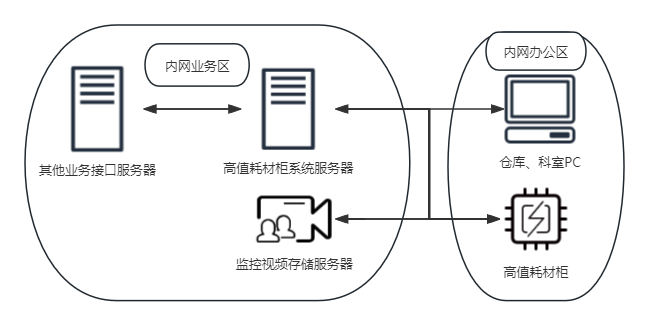 内网业务区
内网办公区
其他业务接口服务器
高值耗材柜系统服务器
仓库、科室PC
监控视频存储服务器
高值耗材柜